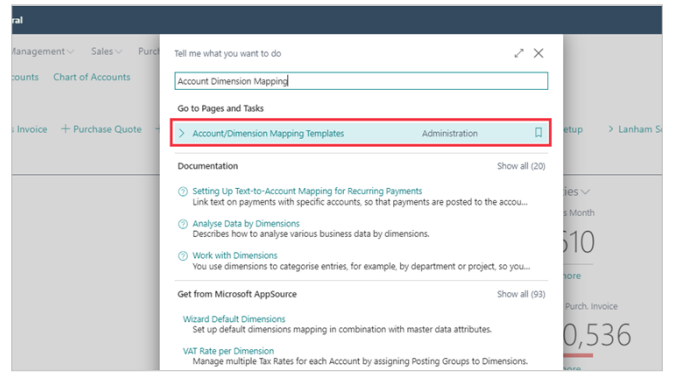 ral
Management Sales Purch
counts Chart of Accounts
s Invoice + Purchase Quote +
Tell me what you want to do
Account Dimension Mapping
Go to Pages and Tasks
> Account/Dimension Mapping Templates Administration
Documentation Show all (20)
Setting Up Text-to-Account Mapping for Recurring Payments
Link text on payments with specific accounts, so that payments are posted to the accou...
Analyse Data by Dimensions
Describes how to analyse various business data by dimensions.
Work with Dimensions
You use dimensions to categorise entries, for example, by department or project, so you...
Get from Microsoft AppSource Show all (93)
Wizard Default Dimensions
Set up default dimensions mapping in combination with master data attributes.
VAT Rate per Dimension
Manage multiple Tax Rates for each Account by assigning Posting Groups to Dimensions.
etup > Lanham S
ies
s Month
510
ore
Purch. Invoice
0,536